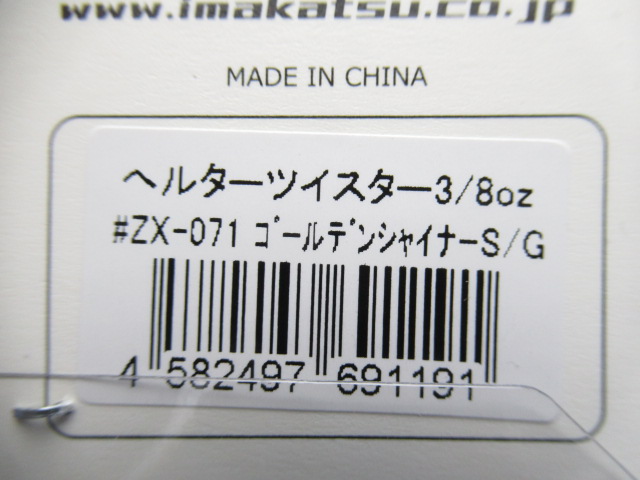 www.imakatsu.co.jp
MADE IN CHINA
ヘルターツイスター3/8oz
#ZX-071 ｺﾞｰﾙﾃﾞﾝｼｬｲﾅｰS/G
4 582497 691191